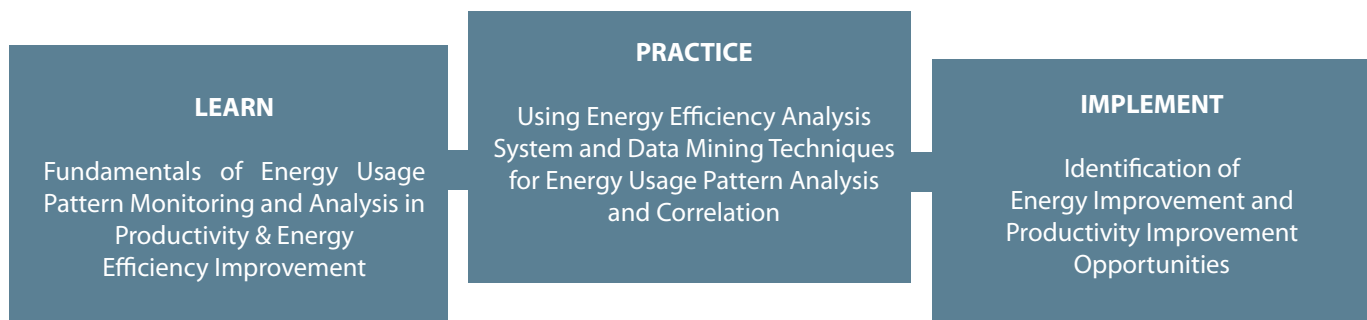 LEARN
Fundamentals of Energy Usage
Pattern Monitoring and Analysis in
Productivity & Energy
Efficiency Improvement
PRACTICE
Using Energy Efficiency Analysis
System and Data Mining Techniques
for Energy Usage Pattern Analysis
and Correlation
IMPLEMENT
Identification of
Energy Improvement and
Productivity Improvement
Opportunities